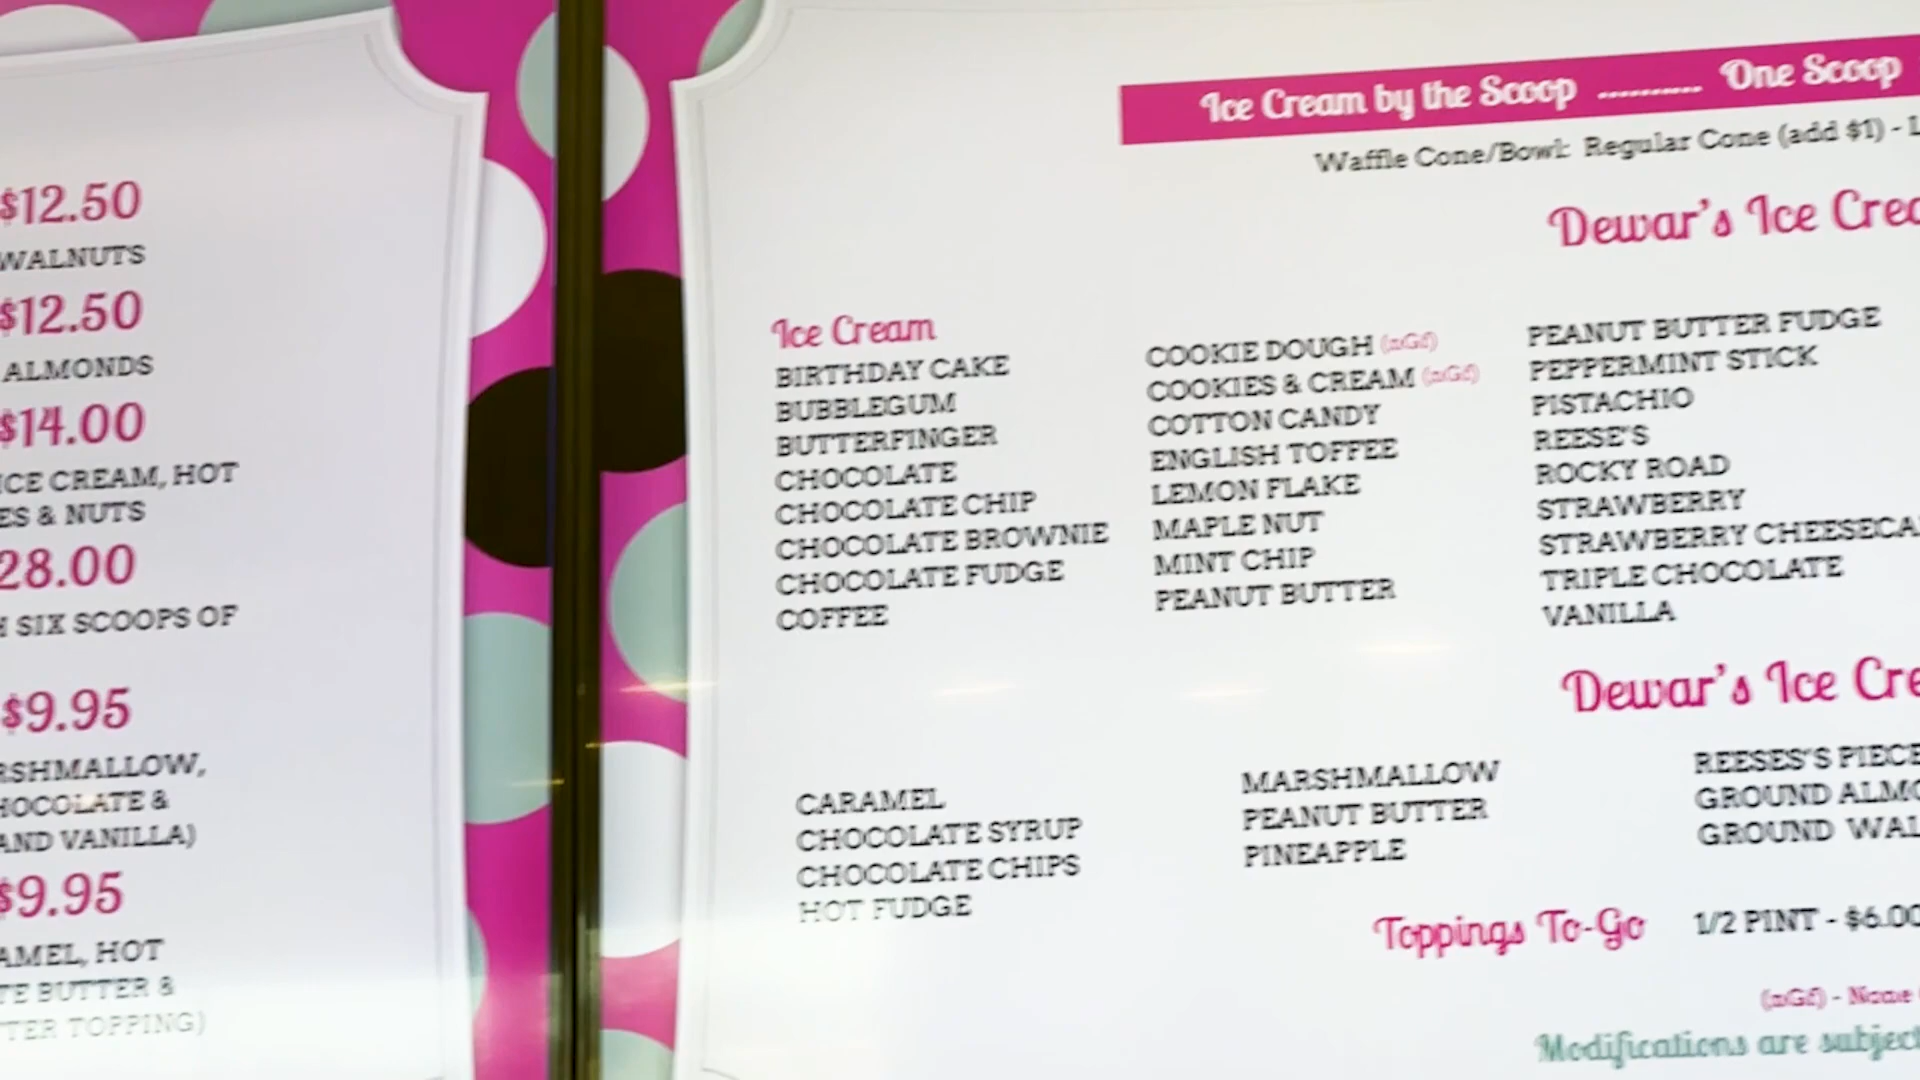 $12.50
WALNUTS
$12.50
ALMONDS
$14.00
ICE CREAM, HOT
ES & NUTS
28.00
H SIX SCOOPS OF
$9.95
RSHMALLOW,
HOCOLATE &
AND VANILLA)
$9.95
AMEL, HOT
TE BUTTER &
TTER TOPPING)
Ice Cream by the Scoop .......... One Scoop
Waffle Cone/Bowl: Regular Cone (add $1) - L
Dewar's Ice Crea
Ice Cream
BIRTHDAY CAKE
BUBBLEGUM
BUTTERFINGER
CHOCOLATE
CHOCOLATE CHIP
CHOCOLATE BROWNIE
CHOCOLATE FUDGE
COFFEE
COOKIE DOUGH (nGf)
COOKIES & CREAM (nGf)
COTTON CANDY
ENGLISH TOFFEE
LEMON FLAKE
MAPLE NUT
MINT CHIP
PEANUT BUTTER
PEANUT BUTTER FUDGE
PEPPERMINT STICK
PISTACHIO
REESE'S
ROCKY ROAD
STRAWBERRY
STRAWBERRY CHEESECA
TRIPLE CHOCOLATE
VANILLA
Dewar's Ice Cre
CARAMEL
CHOCOLATE SYRUP
CHOCOLATE CHIPS
HOT FUDGE
MARSHMALLOW
PEANUT BUTTER
PINEAPPLE
REESES'S PIECE
GROUND ALMO
GROUND WAL
Toppings To-Go 1/2 PINT - $6.00
(nGf) - None
Modifications are subject